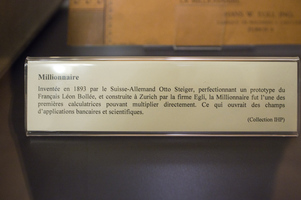 Millionnaire
Inventée en 1893 par le Suisse-Allemand Otto Steiger, perfectionnant un prototype du
Français Léon Bollée, et construite à Zurich par la firme Egli, la Millionnaire fut l'une des
premières calculatrices pouvant multiplier directement. Ce qui ouvrait des champs
d'applications bancaires et scientifiques.
(Collection IHP)